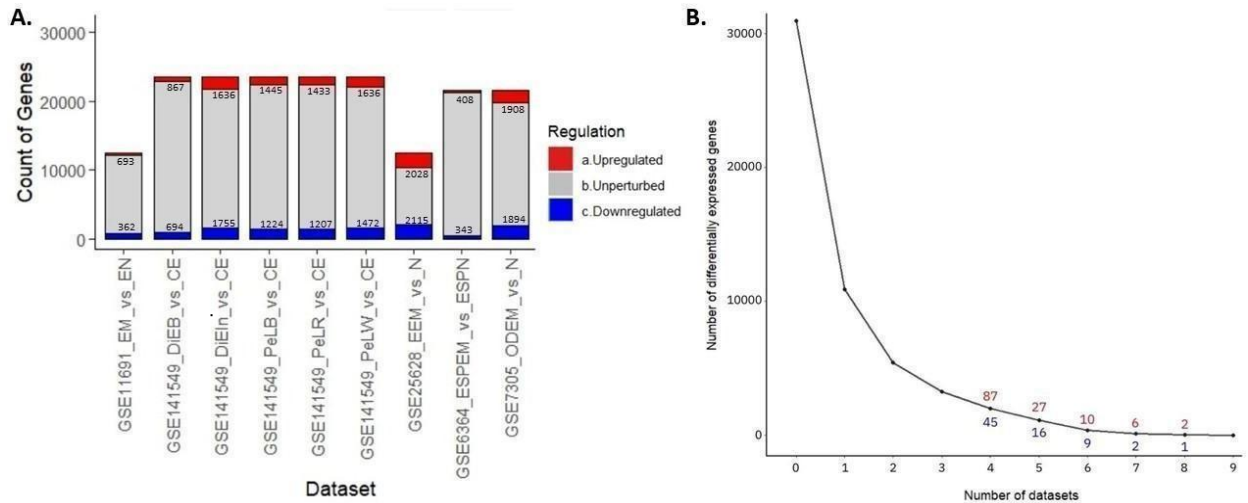 A.
Count of Genes
30000
20000
10000
0
693
867
1636
1445
1433
1636
2028
408
1908
362
694
1755
1224
1207
1472
2115
343
1894
GSE11691_EM_vs_EN
GSE141549_DiEB_vs_CE
GSE141549_DiEIn_vs_CE
GSE141549_PeLB_vs_CE
GSE141549_PeLR_vs_CE
GSE141549_PeLW_vs_CE
GSE25628_EEM_vs_N
GSE6364_ESPEM_vs_ESPN
GSE7305_ODEM_vs_N
Dataset
Regulation
a.Upregulated
b.Unperturbed
c.Downregulated
B.
Number of differentially expressed genes
30000
20000
10000
0
87
27
10
6
2
45
16
9
2
1
0 1 2 3 4 5 6 7 8 9
Number of datasets